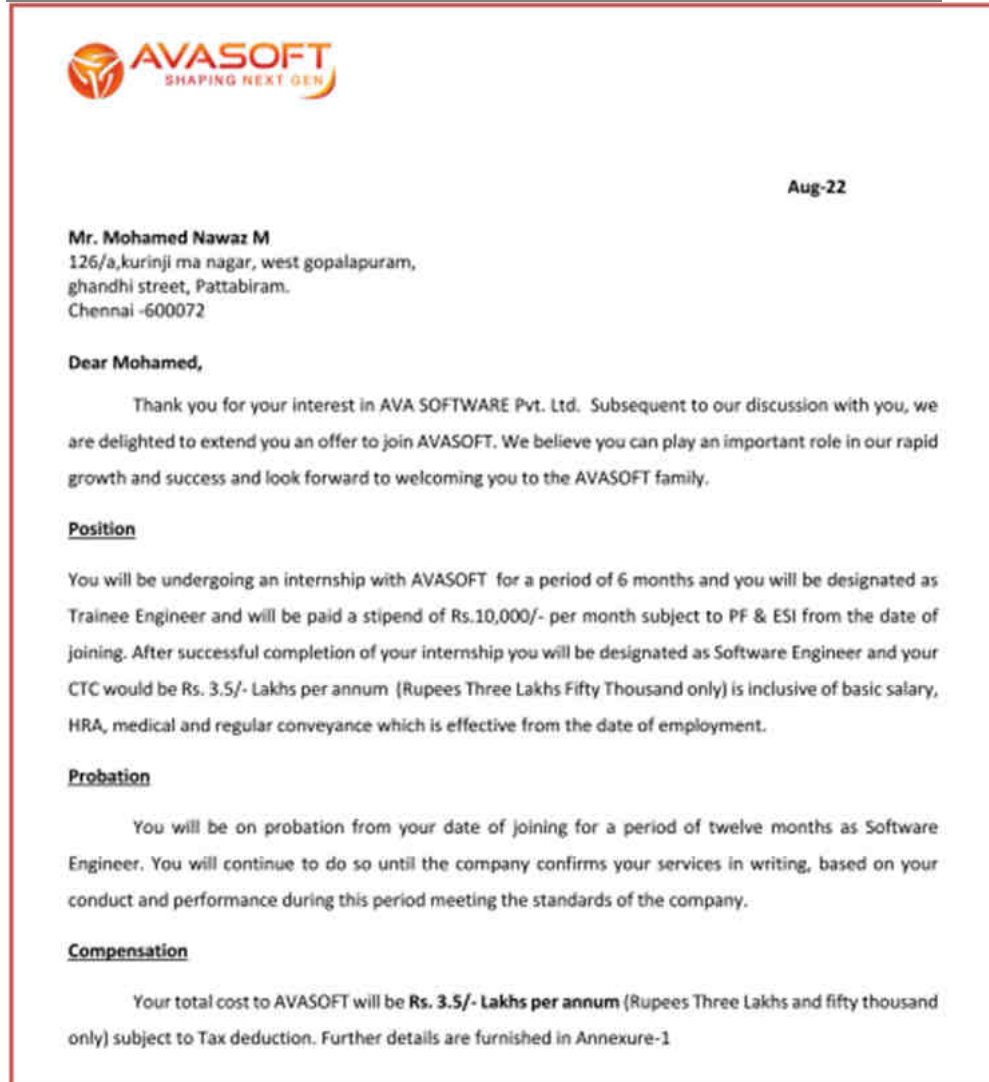 AVASOFT
SHAPING NEXT GEN
Aug-22
Mr. Mohamed Nawaz M
126/a,kurinji ma nagar, west gopalapuram,
ghandhi street, Pattabiram.
Chennai -600072
Dear Mohamed,
Thank you for your interest in AVA SOFTWARE Pvt. Ltd. Subsequent to our discussion with you, we
are delighted to extend you an offer to join AVASOFT. We believe you can play an important role in our rapid
growth and success and look forward to welcoming you to the AVASOFT family.
Position
You will be undergoing an internship with AVASOFT for a period of 6 months and you will be designated as
Trainee Engineer and will be paid a stipend of Rs.10,000/- per month subject to PF & ESI from the date of
joining. After successful completion of your internship you will be designated as Software Engineer and your
CTC would be Rs. 3.5/- Lakhs per annum (Rupees Three Lakhs Fifty Thousand only) is inclusive of basic salary,
HRA, medical and regular conveyance which is effective from the date of employment.
Probation
You will be on probation from your date of joining for a period of twelve months as Software
Engineer. You will continue to do so until the company confirms your services in writing, based on your
conduct and performance during this period meeting the standards of the company.
Compensation
Your total cost to AVASOFT will be Rs. 3.5/- Lakhs per annum (Rupees Three Lakhs and fifty thousand
only) subject to Tax deduction. Further details are furnished in Annexure-1